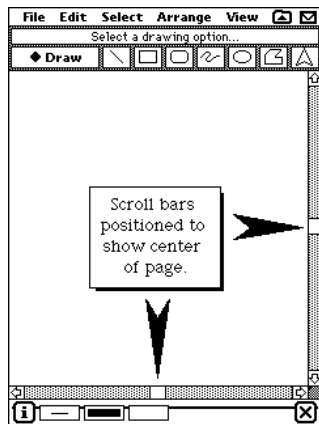 File Edit Select Arrange View
Select a drawing option...
◆ Draw
Scroll bars
positioned to
show center
of page.
i